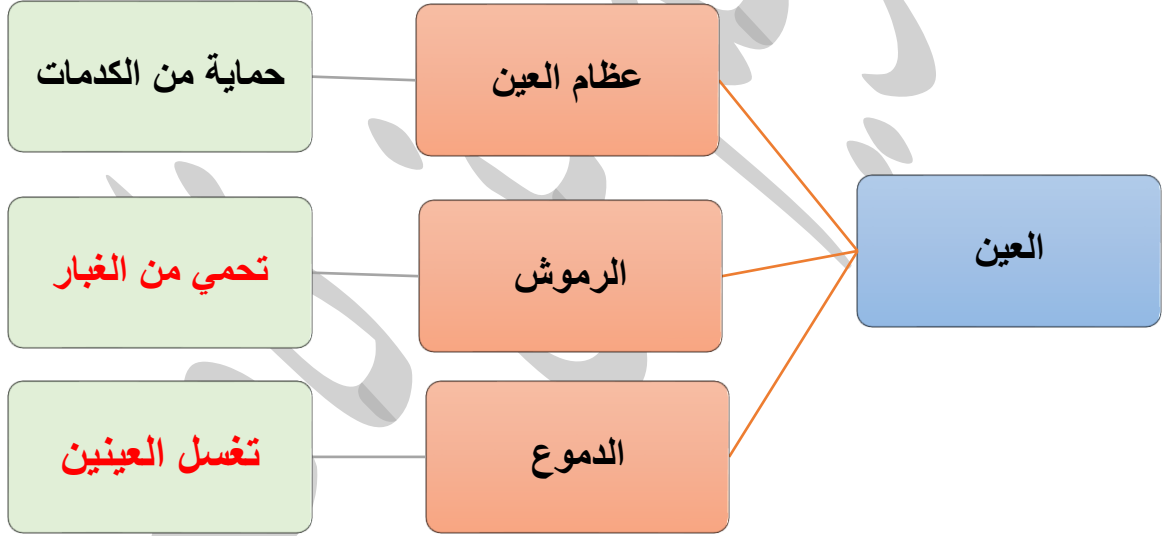 العين
عظام العين
حماية من الكدمات
الرموش
تحمي من الغبار
الدموع
تغسل العينين